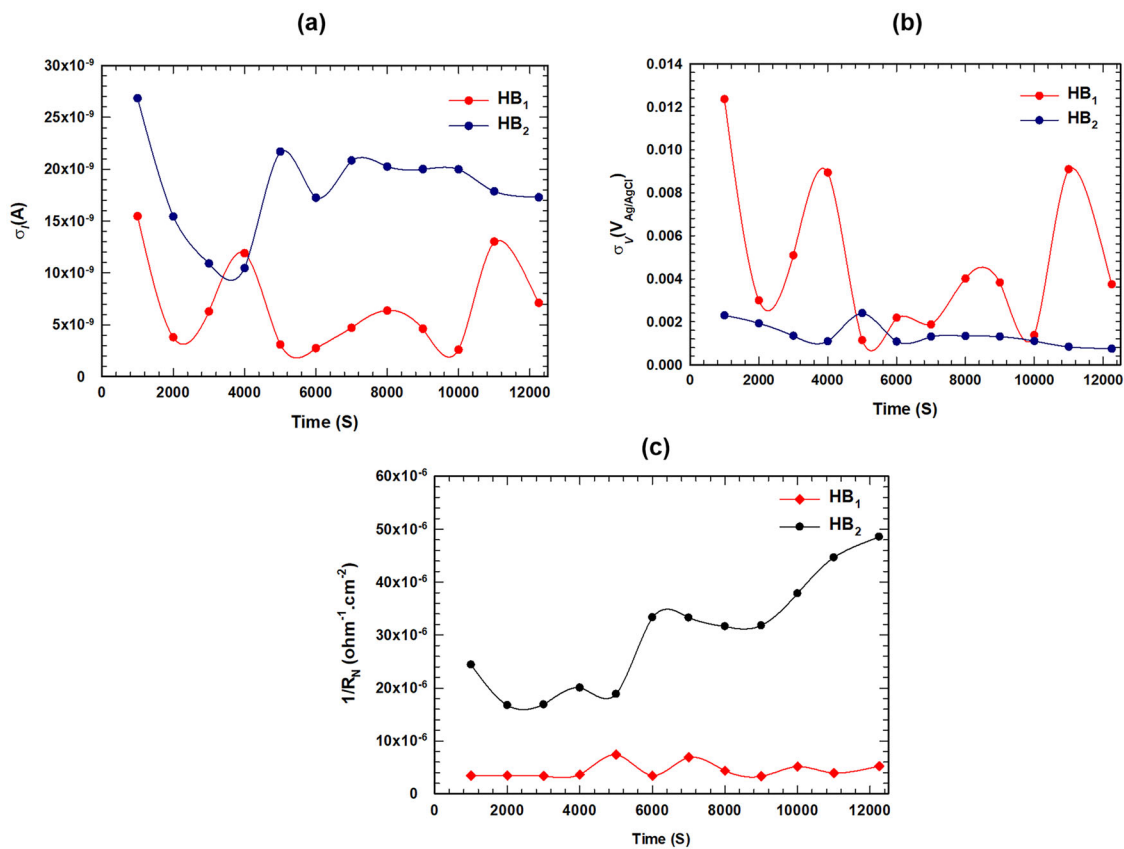 (a)
30x10⁻⁹
25x10⁻⁹
20x10⁻⁹
15x10⁻⁹
10x10⁻⁹
5x10⁻⁹
0
σI(A)
HB₁
HB₂
0 2000 4000 6000 8000 10000 12000
Time (S)
(b)
0.014
0.012
0.010
0.008
0.006
0.004
0.002
0.000
σV(VAg/AgCl)
HB₁
HB₂
0 2000 4000 6000 8000 10000 12000
Time (S)
(c)
60x10⁻⁶
50x10⁻⁶
40x10⁻⁶
30x10⁻⁶
20x10⁻⁶
10x10⁻⁶
0
1/RN (ohm⁻¹.cm⁻²)
HB₁
HB₂
0 2000 4000 6000 8000 10000 12000
Time (S)